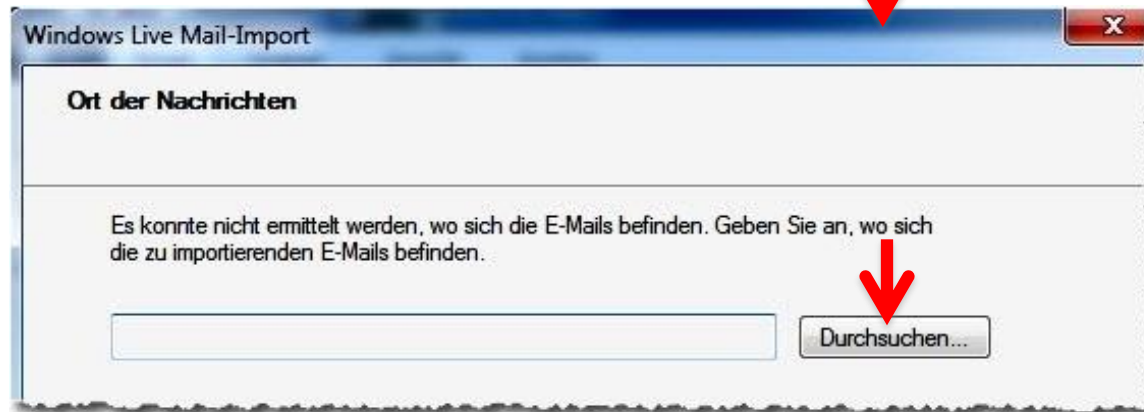 Windows Live Mail-Import
X
Ort der Nachrichten
Es konnte nicht ermittelt werden, wo sich die E-Mails befinden. Geben Sie an, wo sich
die zu importierenden E-Mails befinden.
Durchsuchen...